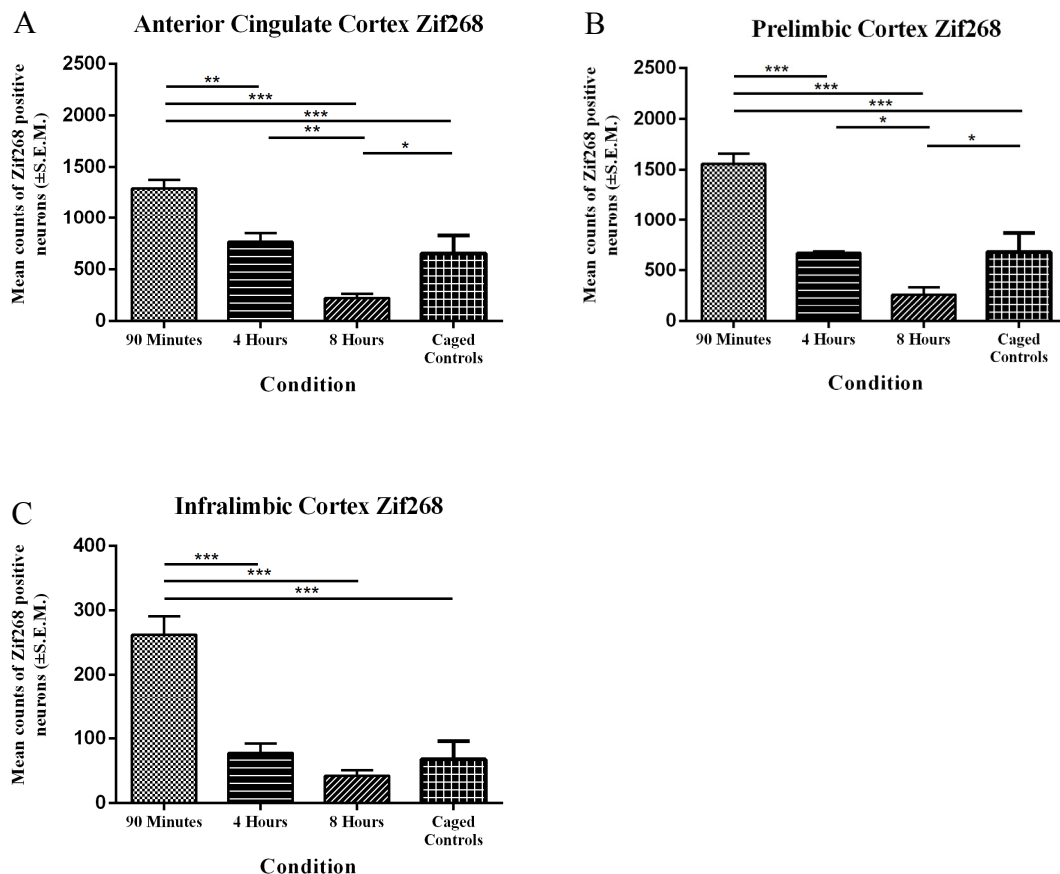 A
Anterior Cingulate Cortex Zif268
Mean counts of Zif268 positive
neurons (±S.E.M.)
2500
2000
1500
1000
500
0
**
***
***
**
*
90 Minutes
4 Hours
8 Hours
Caged
Controls
Condition
B
Prelimbic Cortex Zif268
Mean counts of Zif268 positive
neurons (±S.E.M.)
2500
2000
1500
1000
500
0
***
***
***
*
*
90 Minutes
4 Hours
8 Hours
Caged
Controls
Condition
C
Infralimbic Cortex Zif268
Mean counts of Zif268 positive
neurons (±S.E.M.)
400
300
200
100
0
***
***
***
90 Minutes
4 Hours
8 Hours
Caged
Controls
Condition